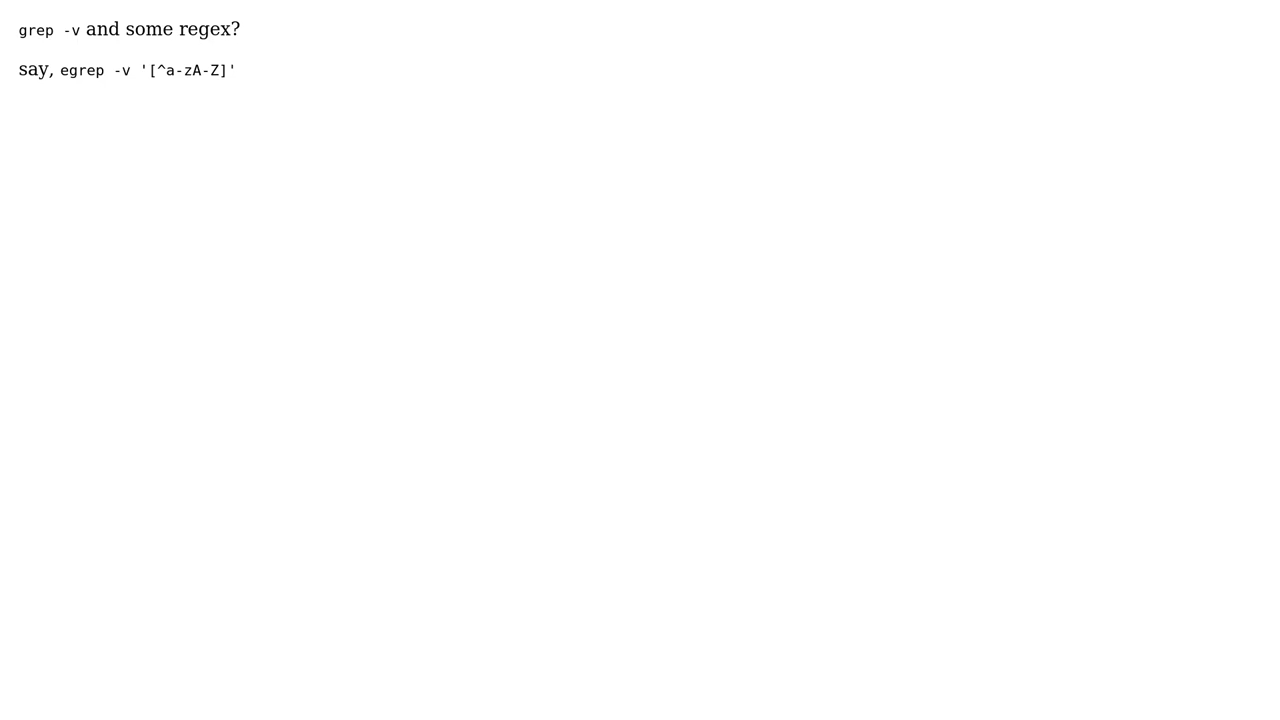 grep -v and some regex?
say, egrep -v '[^a-zA-Z]'